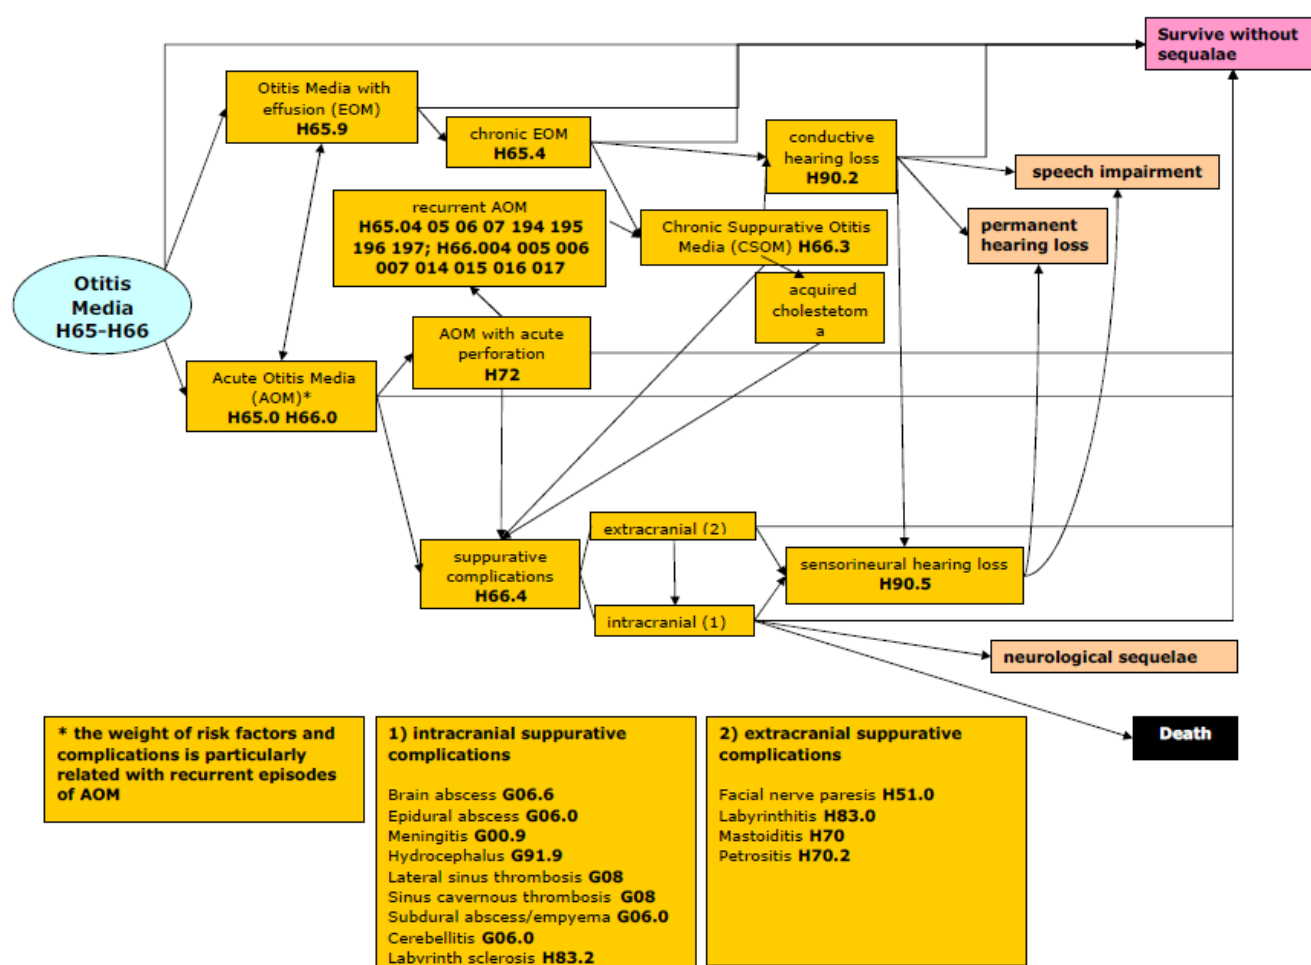 Survive without
sequalae
Otitis Media with
effusion (EOM)
H65.9
chronic EOM
H65.4
conductive
hearing loss
H90.2
speech impairment
recurrent AOM
H65.04 05 06 07 194 195
196 197; H66.004 005 006
007 014 015 016 017
Chronic Suppurative Otitis
Media (CSOM) H66.3
permanent
hearing loss
Otitis
Media
H65-H66
acquired
cholestetom
a
AOM with acute
perforation
H72
Acute Otitis Media
(AOM)*
H65.0 H66.0
suppurative
complications
H66.4
extracranial (2)
intracranial (1)
sensorineural hearing loss
H90.5
neurological sequelae
Death
* the weight of risk factors and
complications is particularly
related with recurrent episodes
of AOM
1) intracranial suppurative
complications
Brain abscess G06.6
Epidural abscess G06.0
Meningitis G00.9
Hydrocephalus G91.9
Lateral sinus thrombosis G08
Sinus cavernous thrombosis G08
Subdural abscess/empyema G06.0
Cerebellitis G06.0
Labyrinth sclerosis H83.2
2) extracranial suppurative
complications
Facial nerve paresis H51.0
Labyrinthitis H83.0
Mastoiditis H70
Petrositis H70.2